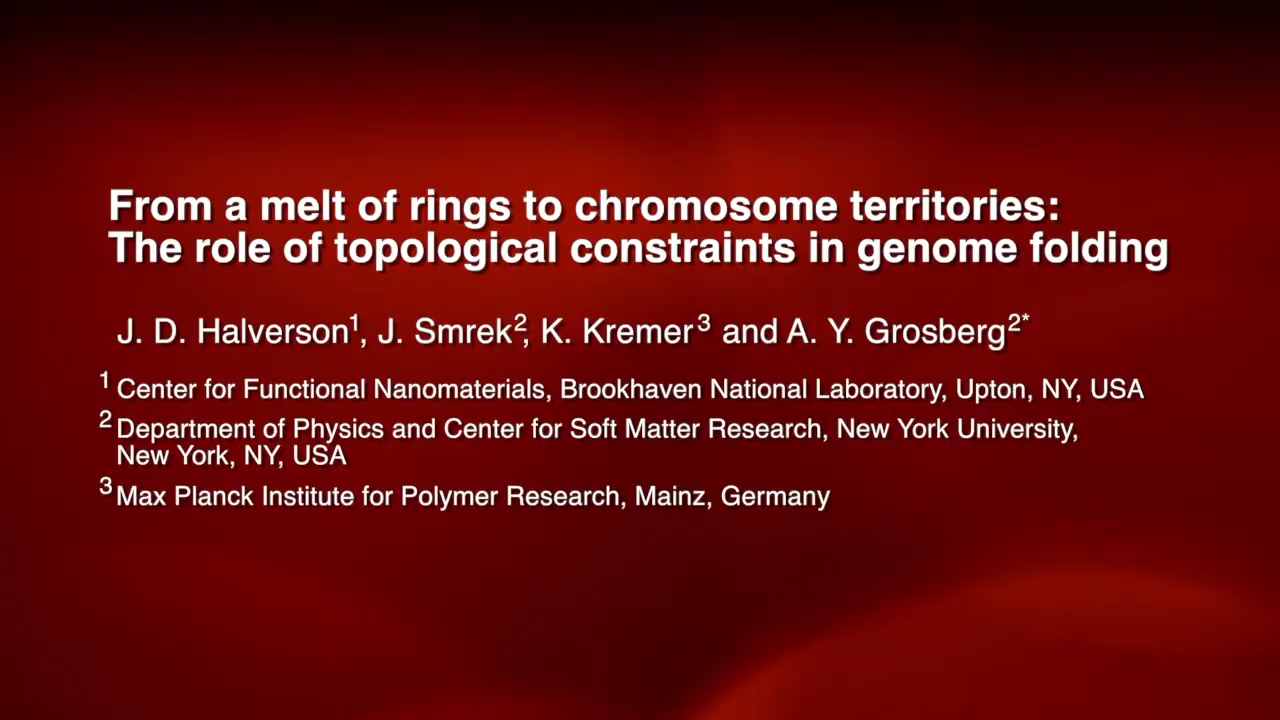 From a melt of rings to chromosome territories:
The role of topological constraints in genome folding
J. D. Halverson¹, J. Smrek², K. Kremer³ and A. Y. Grosberg²*
¹ Center for Functional Nanomaterials, Brookhaven National Laboratory, Upton, NY, USA
² Department of Physics and Center for Soft Matter Research, New York University,
New York, NY, USA
³ Max Planck Institute for Polymer Research, Mainz, Germany